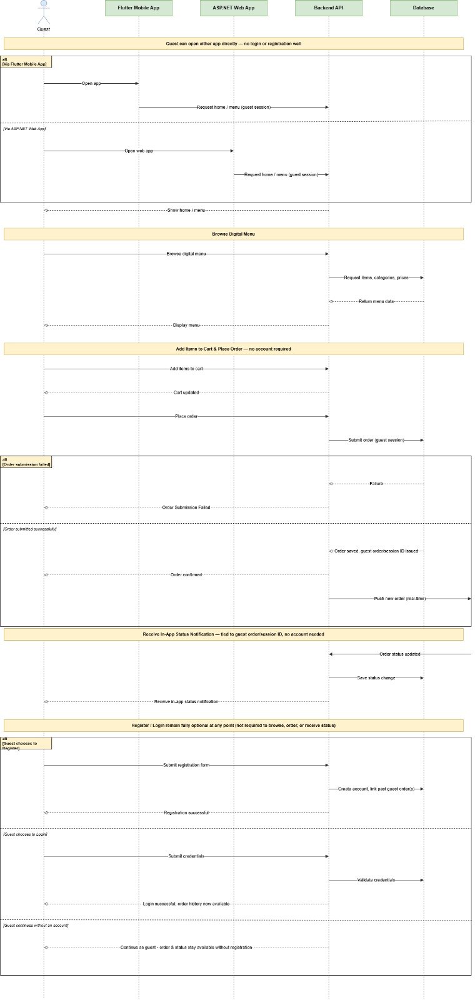 Flutter Mobile App
ASP.NET Web App
Backend API
Database
Guest
Guest can open either app directly — no login or registration wall
alt
[Via Flutter Mobile App]
Open app
Request home / menu (guest session)
[Via ASP.NET Web App]
Open web app
Request home / menu (guest session)
Show home / menu
Browse Digital Menu
Browse digital menu
Request items, categories, prices
Return menu data
Display menu
Add Items to Cart & Place Order — no account required
Add items to cart
Cart updated
Place order
Submit order (guest session)
alt
[Order submission failed]
Failure
Order Submission Failed
[Order submitted successfully]
Order saved, guest order/session ID issued
Order confirmed
Push new order (real-time)
Receive In-App Status Notification — tied to guest order/session ID, no account needed
Order status updated
Save status change
Receive in-app status notification
Register / Login remain fully optional at any point (not required to browse, order, or receive status)
alt
[Guest chooses to
Register]
Submit registration form
Create account, link past guest order(s)
Registration successful
[Guest chooses to Login]
Submit credentials
Validate credentials
Login successful, order history now available
[Guest continues without an account]
Continue as guest - order & status stay available without registration